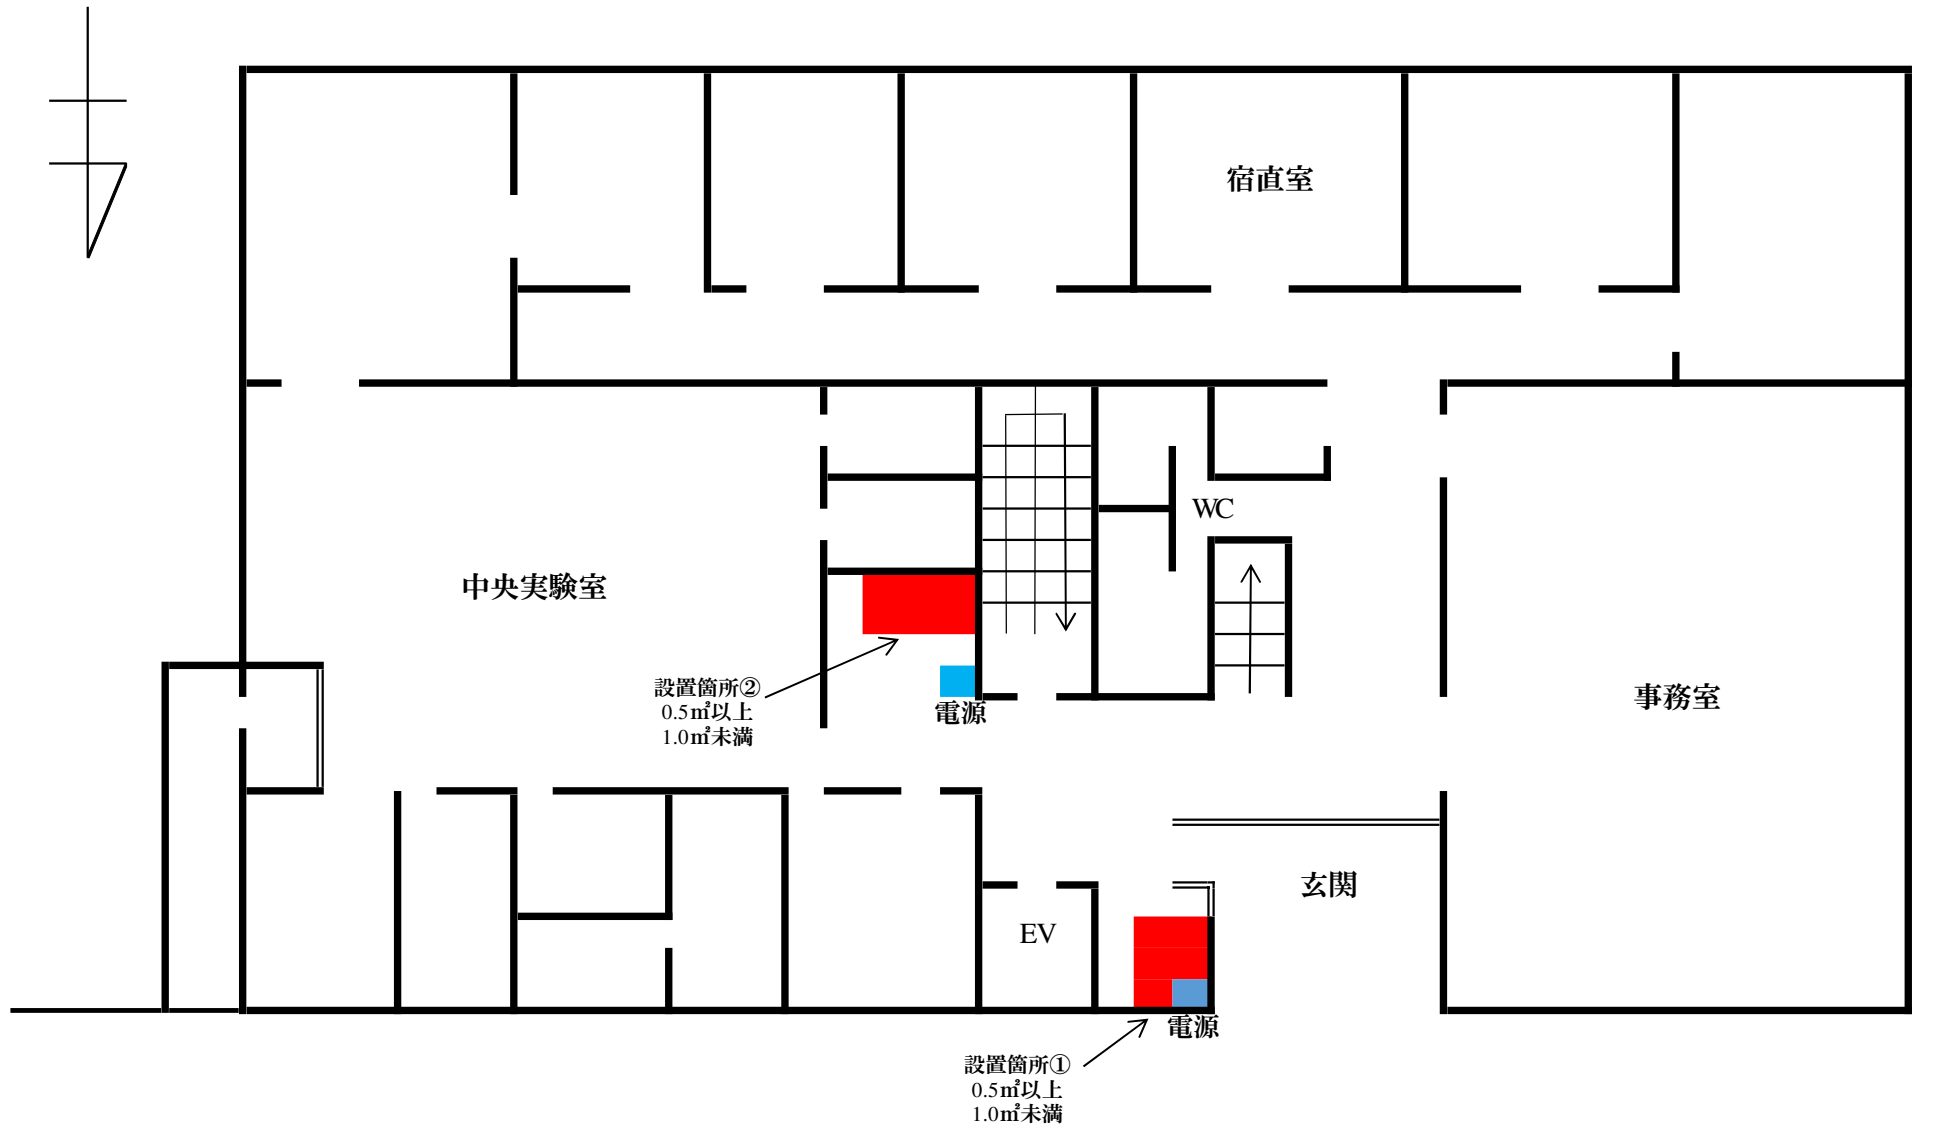 宿直室
WC
中央実験室
設置箇所②
0.5㎡以上
1.0㎡未満
電源
事務室
玄関
EV
電源
設置箇所①
0.5㎡以上
1.0㎡未満